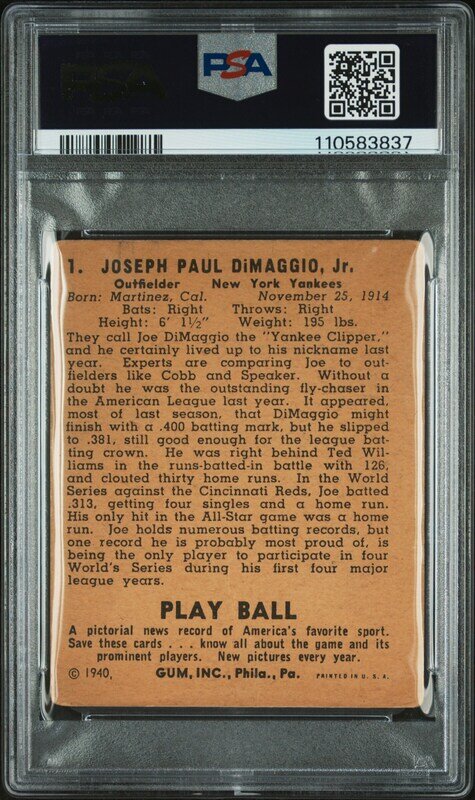 PSA
PSA
110583837
1. JOSEPH PAUL DiMAGGIO, Jr.
Outfielder New York Yankees
Born: Martinez, Cal. November 25, 1914
Bats: Right Throws: Right
Height: 6' 1½" Weight: 195 lbs.
They call Joe DiMaggio the "Yankee Clipper,"
and he certainly lived up to his nickname last
year. Experts are comparing Joe to out-
fielders like Cobb and Speaker. Without a
doubt he was the outstanding fly-chaser in
the American League last year. It appeared,
most of last season, that DiMaggio might
finish with a .400 batting mark, but he slipped
to .381, still good enough for the league bat-
ting crown. He was right behind Ted Wil-
liams in the runs-batted-in battle with 126,
and clouted thirty home runs. In the World
Series against the Cincinnati Reds, Joe batted
.313, getting four singles and a home run.
His only hit in the All-Star game was a home
run. Joe holds numerous batting records, but
one record he is probably most proud of, is
being the only player to participate in four
World's Series during his first four major
league years.
PLAY BALL
A pictorial news record of America's favorite sport.
Save these cards . . . know all about the game and its
prominent players. New pictures every year.
© 1940, GUM, INC., Phila., Pa. PRINTED IN U. S. A.